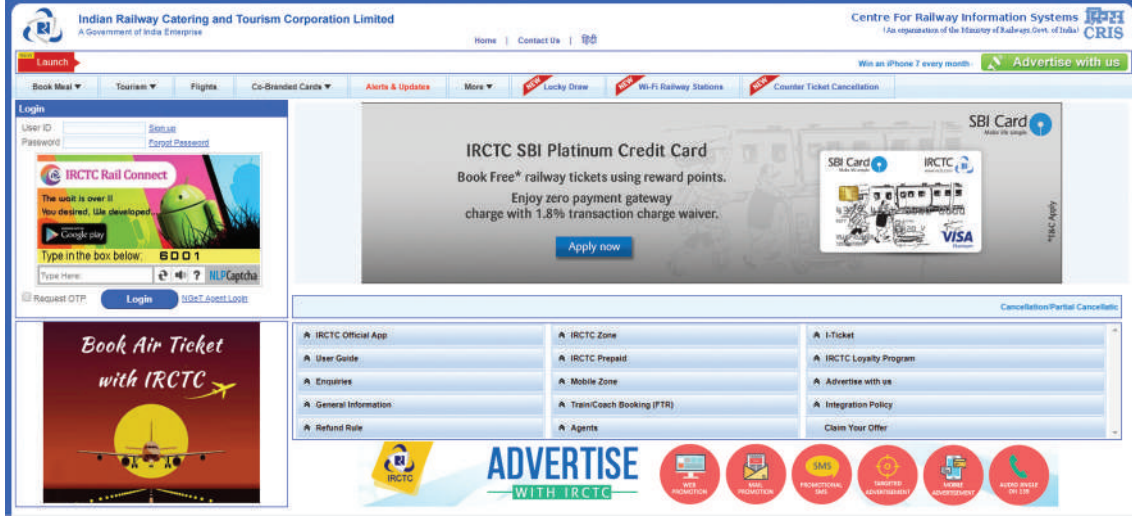 Indian Railway Catering and Tourism Corporation Limited
A Government of India Enterprise
Home | Contact Us | हिंदी
Centre For Railway Information Systems
(An organization of the Ministry of Railways, Govt. of India) CRIS
Launch
Win an iPhone 7 every month-
Advertise with us
Book Meal
Tourism
Flights
Co-Branded Cards
Alerts & Updates
More
NEW
Lucky Draw
NEW
Wi-Fi Railway Stations
NEW
Counter Ticket Cancellation
Login
User ID
Sign up
Password
Forgot Password
IRCTC Rail Connect
The wait is over !!
You desired, We developed..
Google play
Type in the box below: 6001
Type Here:
? NLPCaptcha
Request OTP
Login
NGeT Agent Login
SBI Card
Make life simple
IRCTC SBI Platinum Credit Card
Book Free* railway tickets using reward points.
Enjoy zero payment gateway
charge with 1.8% transaction charge waiver.
Apply now
SBI Card
IRCTC
VISA
Platinum
*T&C Apply
Cancellation/Partial Cancellatic
IRCTC Official App
IRCTC Zone
I-Ticket
User Guide
IRCTC Prepaid
IRCTC Loyalty Program
Enquiries
Mobile Zone
Advertise with us
General Information
Train/Coach Booking (FTR)
Integration Policy
Refund Rule
Agents
Claim Your Offer
Book Air Ticket
with IRCTC
IRCTC
ADVERTISE
WITH IRCTC
WEB
PROMOTION
MAIL
PROMOTION
SMS
PROMOTIONAL
SMS
TARGETED
ADVERTISEMENT
MOBILE
ADVERTISEMENT
AUDIO JINGLE
ON 139